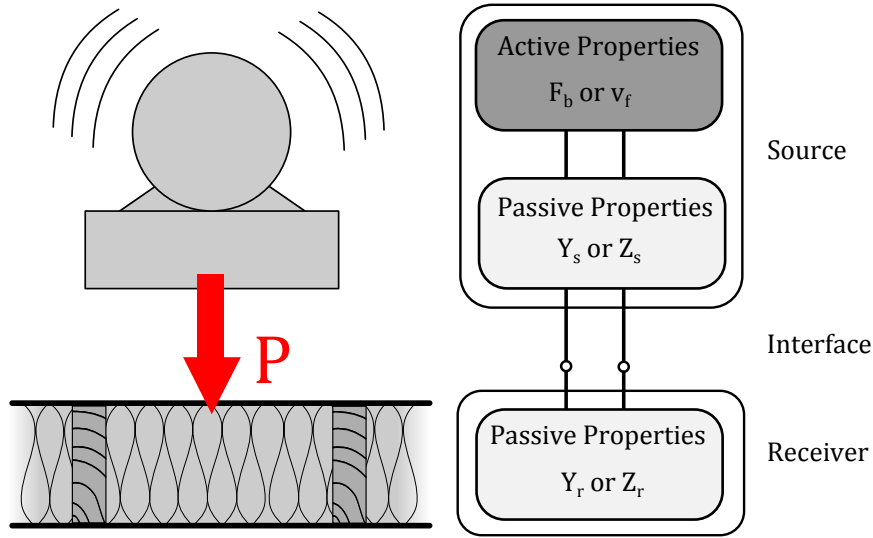 P
Active Properties
F_b or v_f
Source
Passive Properties
Y_s or Z_s
Interface
Passive Properties
Y_r or Z_r
Receiver